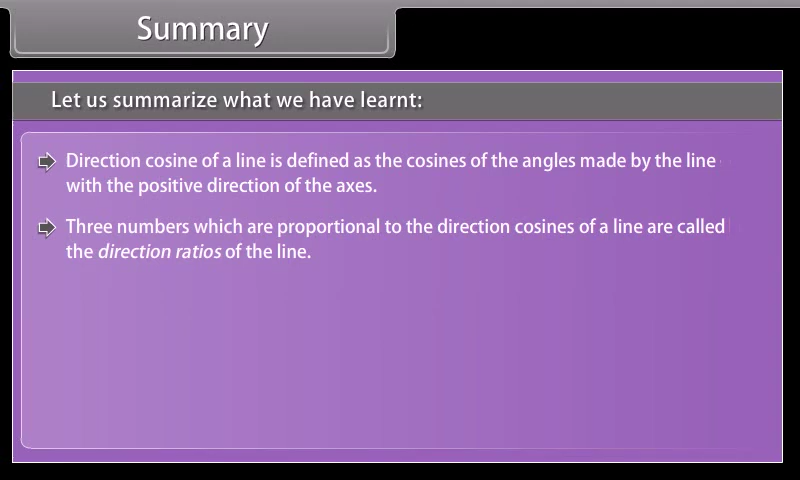 Summary
Let us summarize what we have learnt:
Direction cosine of a line is defined as the cosines of the angles made by the line
with the positive direction of the axes.
Three numbers which are proportional to the direction cosines of a line are called
the direction ratios of the line.